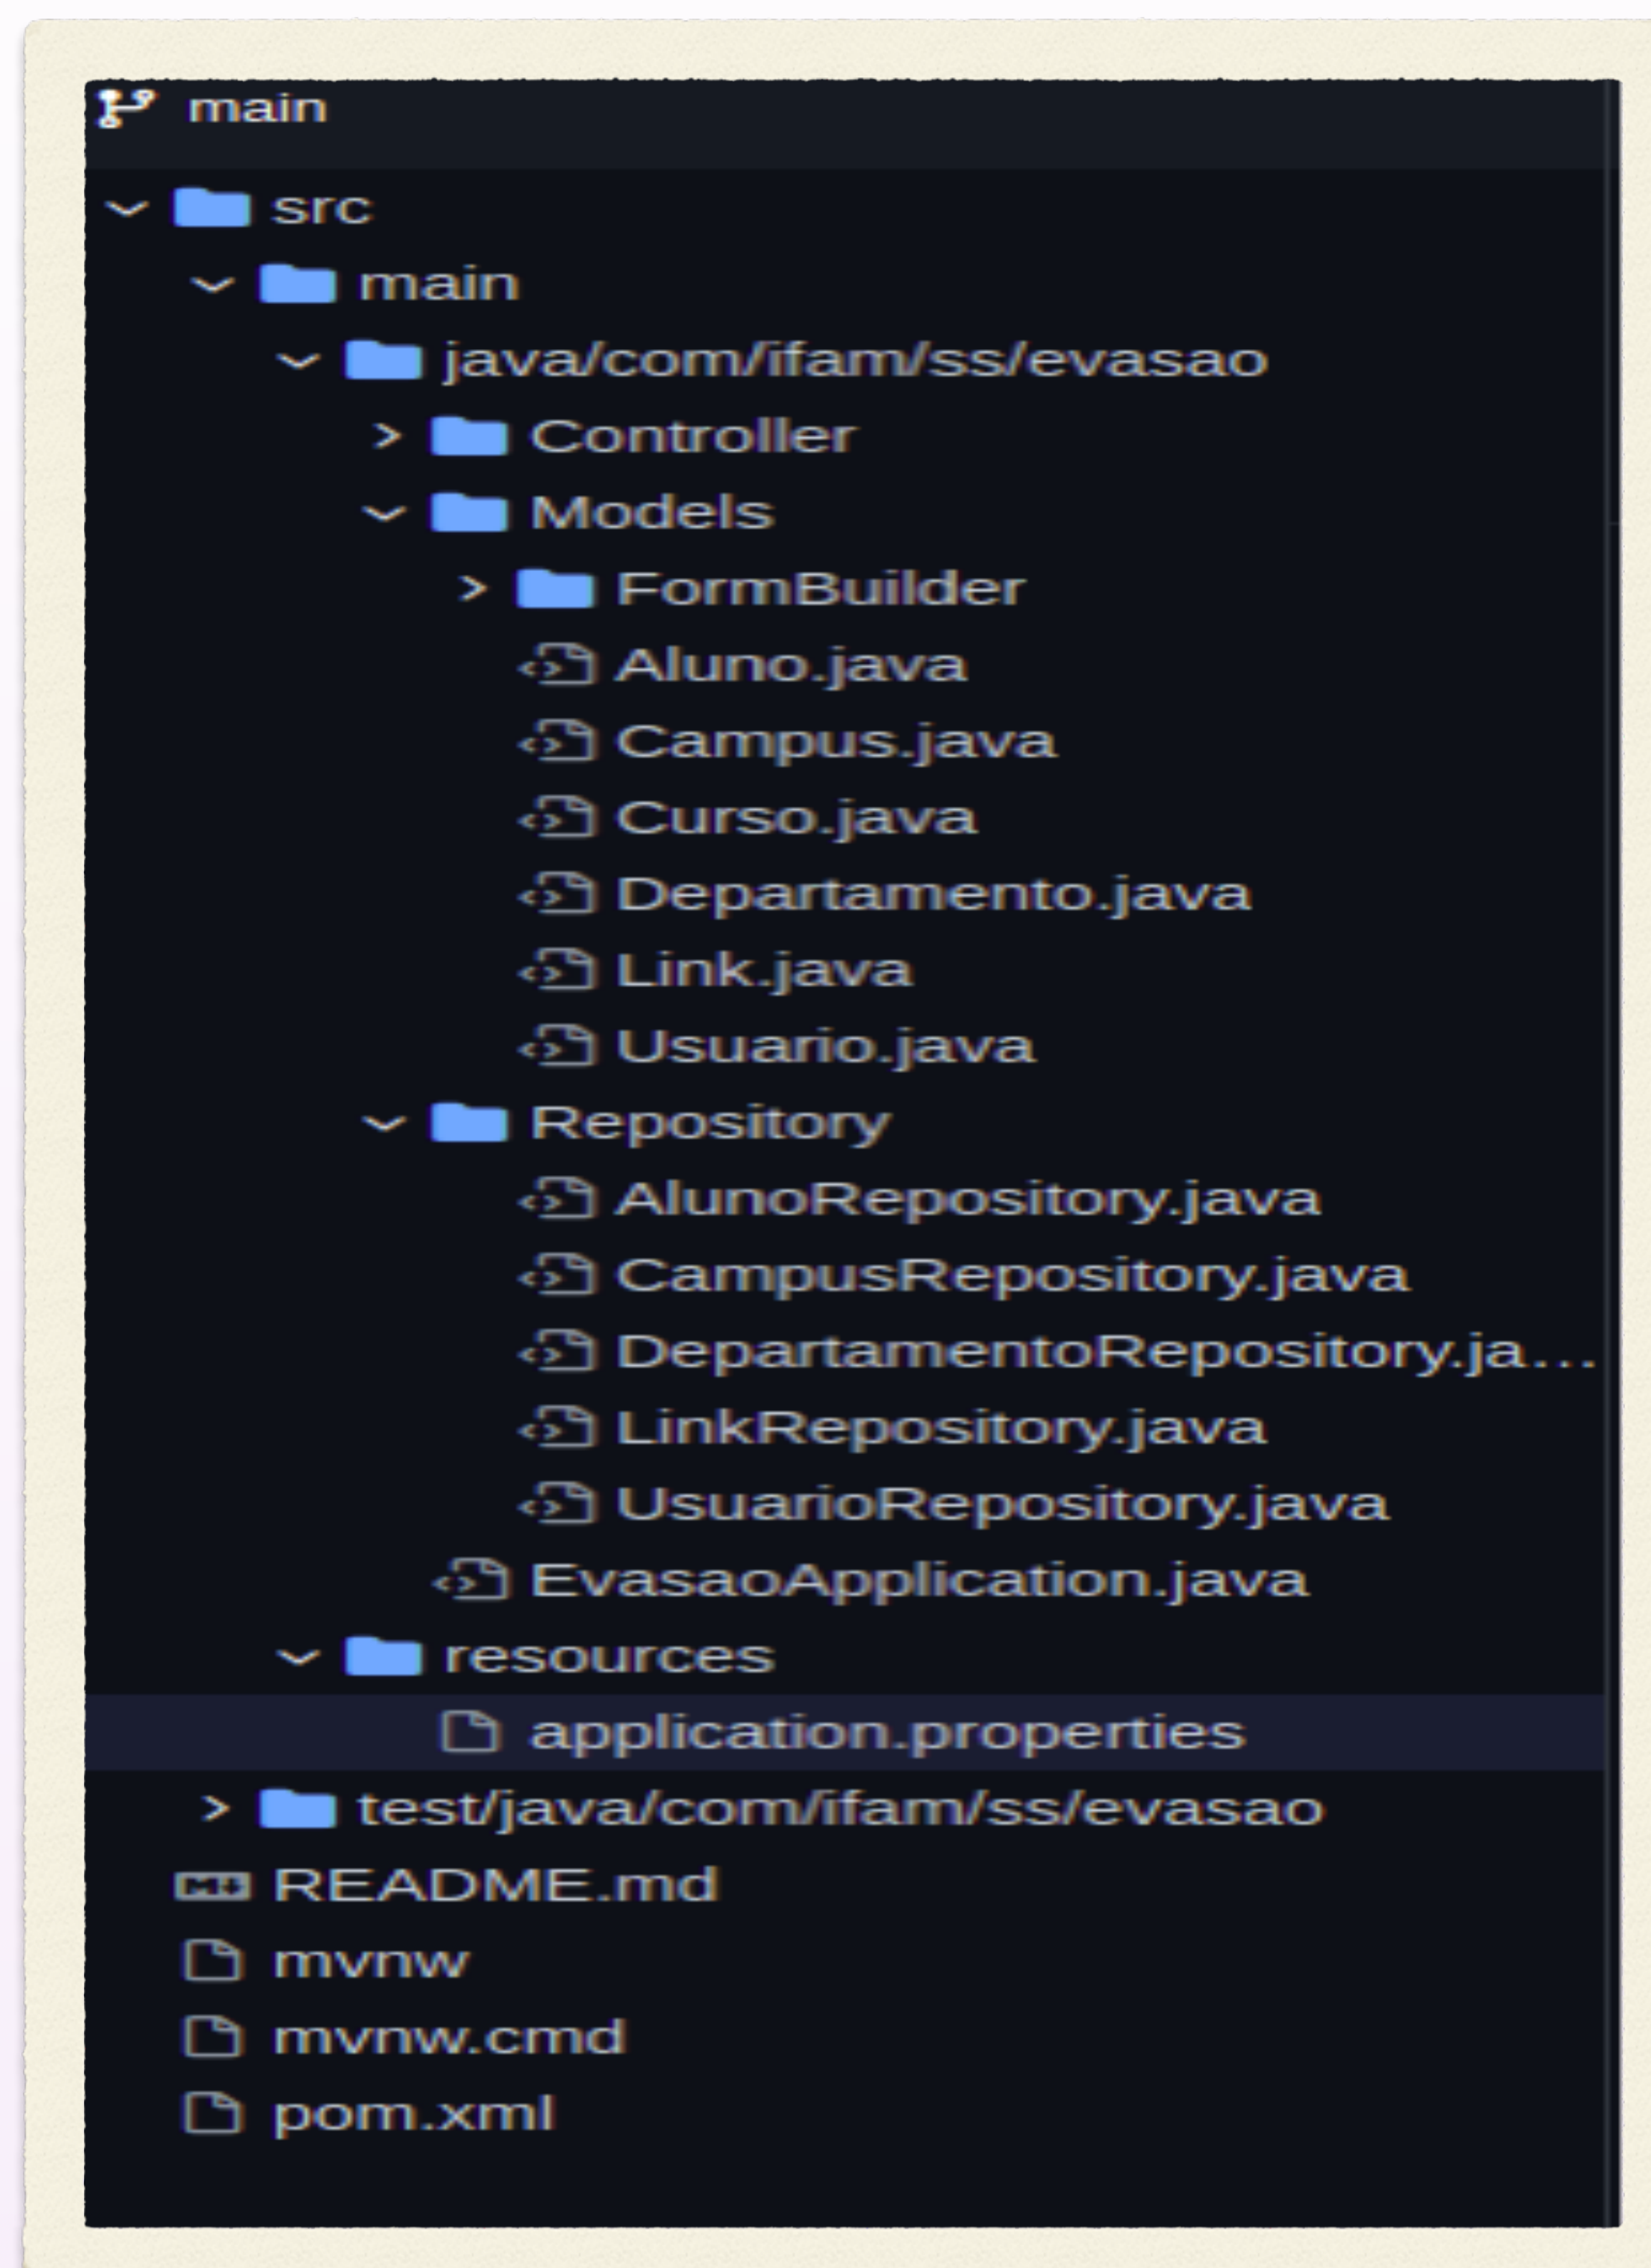 main
src
main
java/com/ifam/ss/evasao
Controller
Models
FormBuilder
Aluno.java
Campus.java
Curso.java
Departamento.java
Link.java
Usuario.java
Repository
AlunoRepository.java
CampusRepository.java
DepartamentoRepository.ja...
LinkRepository.java
UsuarioRepository.java
EvasaoApplication.java
resources
application.properties
test/java/com/ifam/ss/evasao
README.md
mvnw
mvnw.cmd
pom.xml